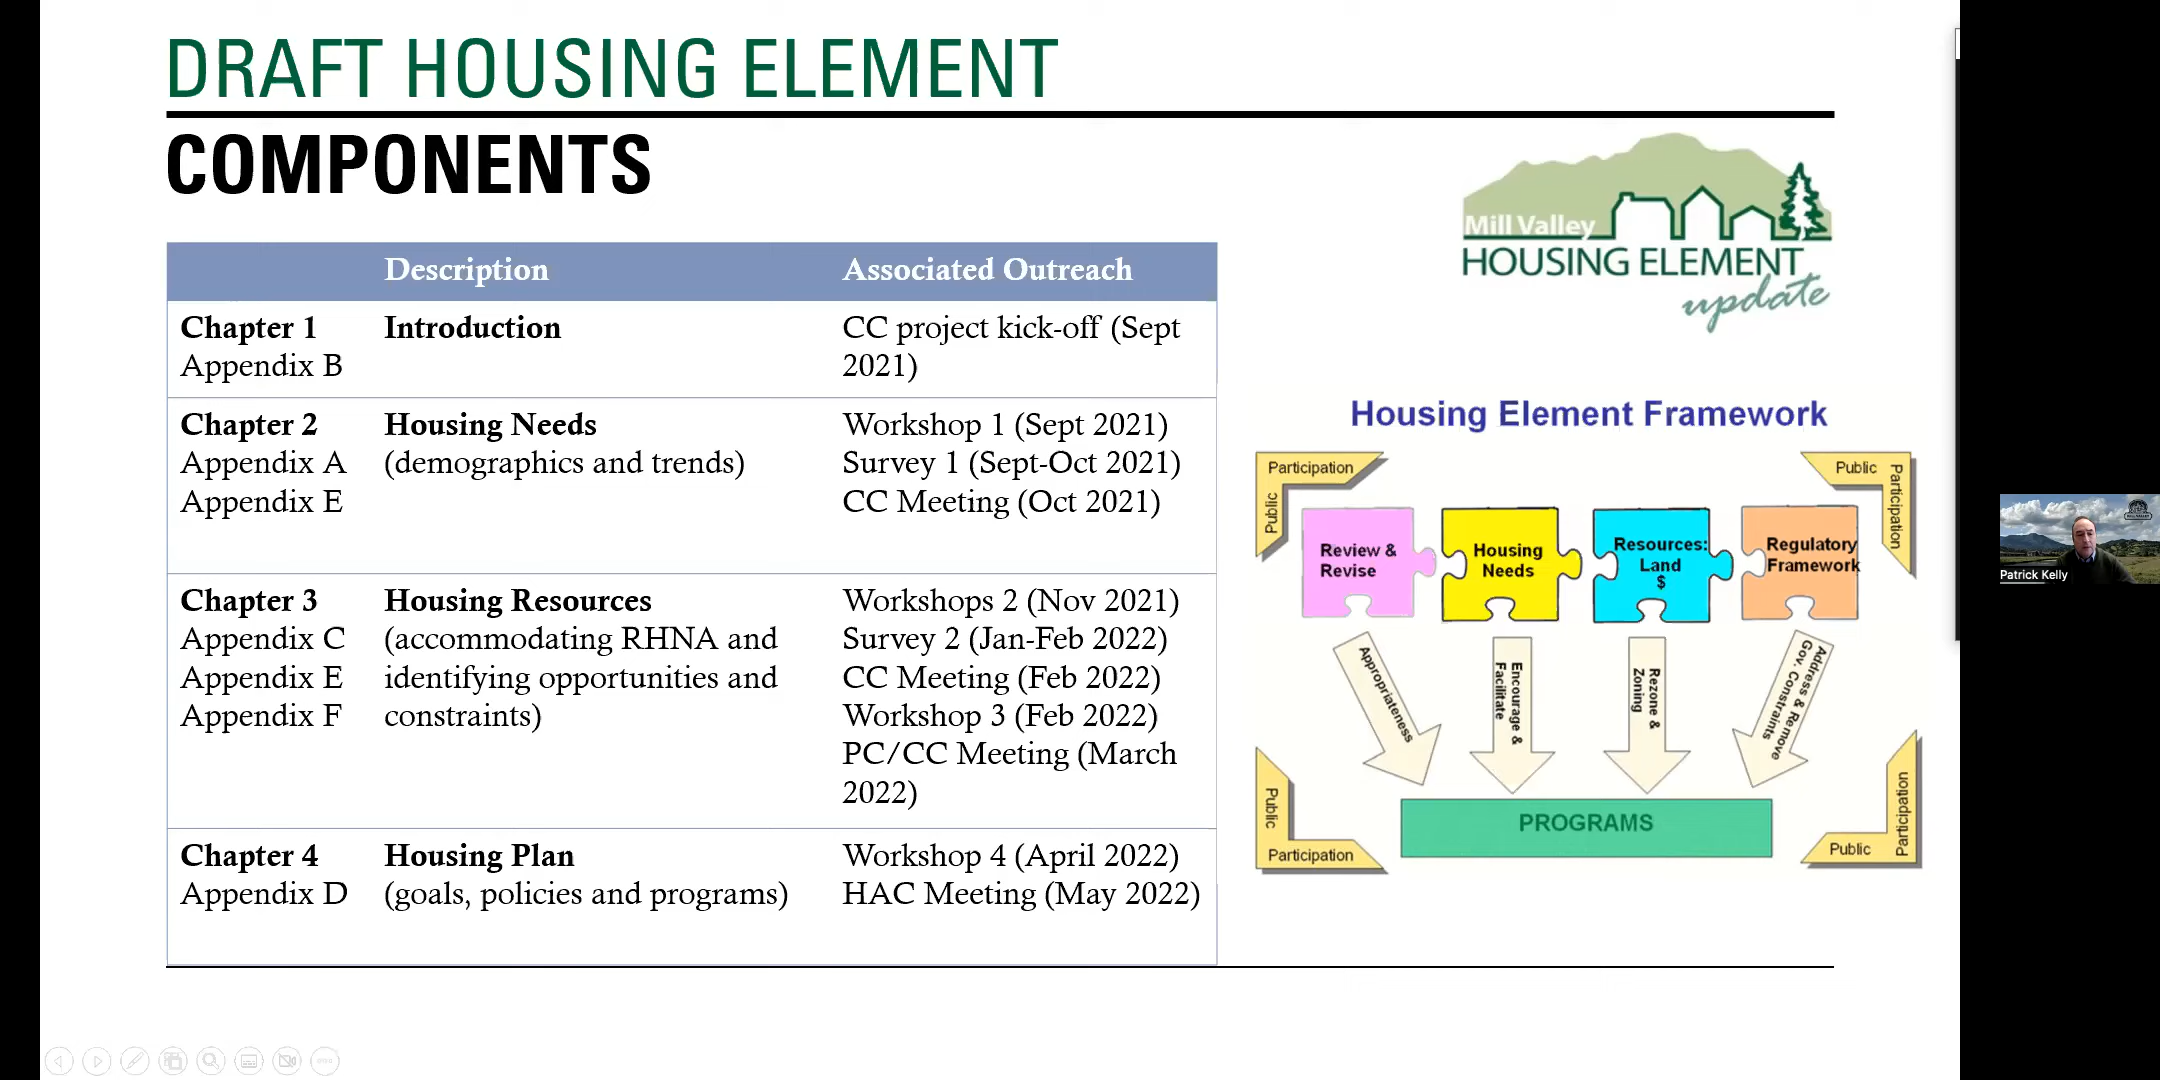 DRAFT HOUSING ELEMENT
COMPONENTS
Mill Valley
HOUSING ELEMENT
update
Description Associated Outreach
Chapter 1 Introduction CC project kick-off (Sept
Appendix B 2021)
Chapter 2 Housing Needs Workshop 1 (Sept 2021)
Appendix A (demographics and trends) Survey 1 (Sept-Oct 2021)
Appendix E CC Meeting (Oct 2021)
Chapter 3 Housing Resources Workshops 2 (Nov 2021)
Appendix C (accommodating RHNA and Survey 2 (Jan-Feb 2022)
Appendix E identifying opportunities and CC Meeting (Feb 2022)
Appendix F constraints) Workshop 3 (Feb 2022)
PC/CC Meeting (March
2022)
Chapter 4 Housing Plan Workshop 4 (April 2022)
Appendix D (goals, policies and programs) HAC Meeting (May 2022)
Housing Element Framework
Participation
Public
Public
Participation
Review &
Revise
Housing
Needs
Resources:
Land
$
Regulatory
Framework
Appropriateness
Encourage &
Facilitate
Rezone &
Zoning
Address & Remove
Gov. Constraints
PROGRAMS
Public
Participation
Public
Participation
Patrick Kelly